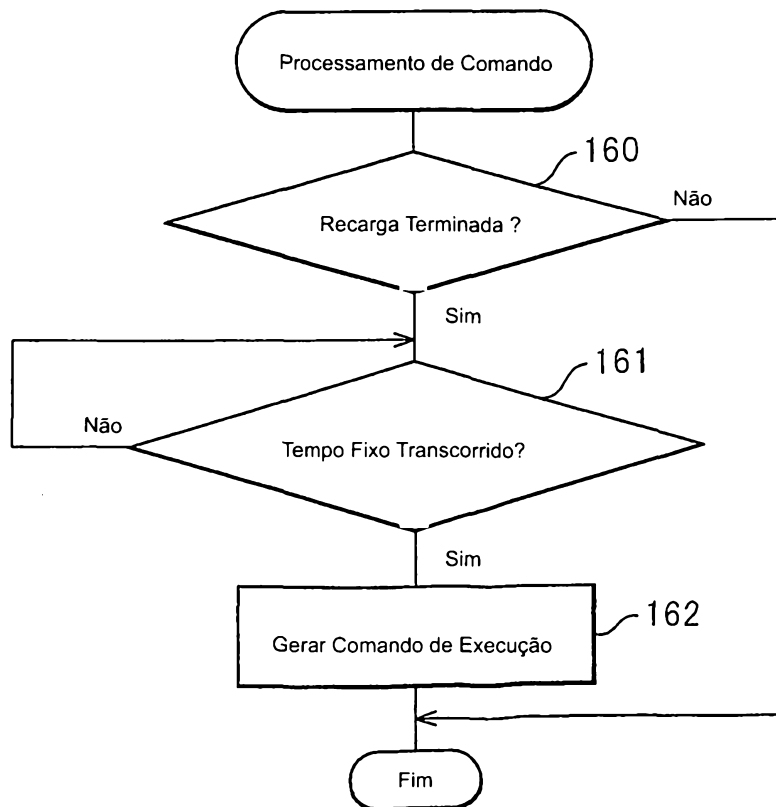 Processamento de Comando
160
Recarga Terminada ?
Não
Sim
161
Não
Tempo Fixo Transcorrido?
Sim
162
Gerar Comando de Execução
Fim